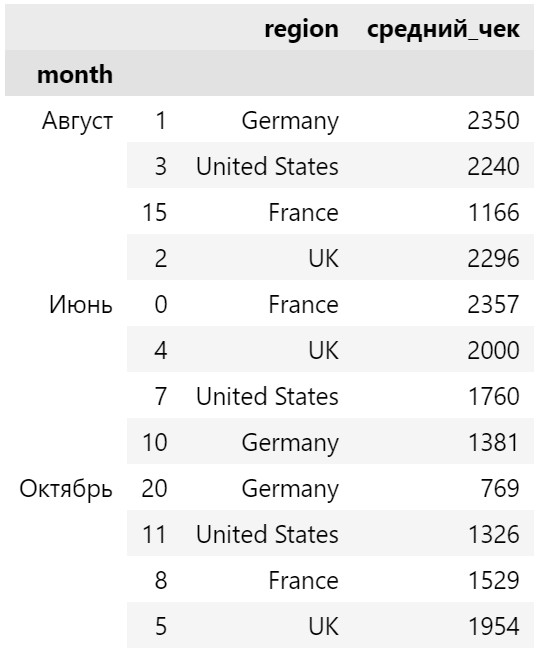 region средний_чек
month
Август 1 Germany 2350
3 United States 2240
15 France 1166
2 UK 2296
Июнь 0 France 2357
4 UK 2000
7 United States 1760
10 Germany 1381
Октябрь 20 Germany 769
11 United States 1326
8 France 1529
5 UK 1954